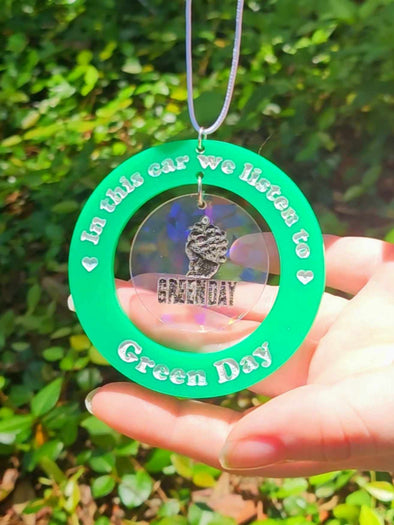 In this car we listen to
GREEN DAY
Green Day